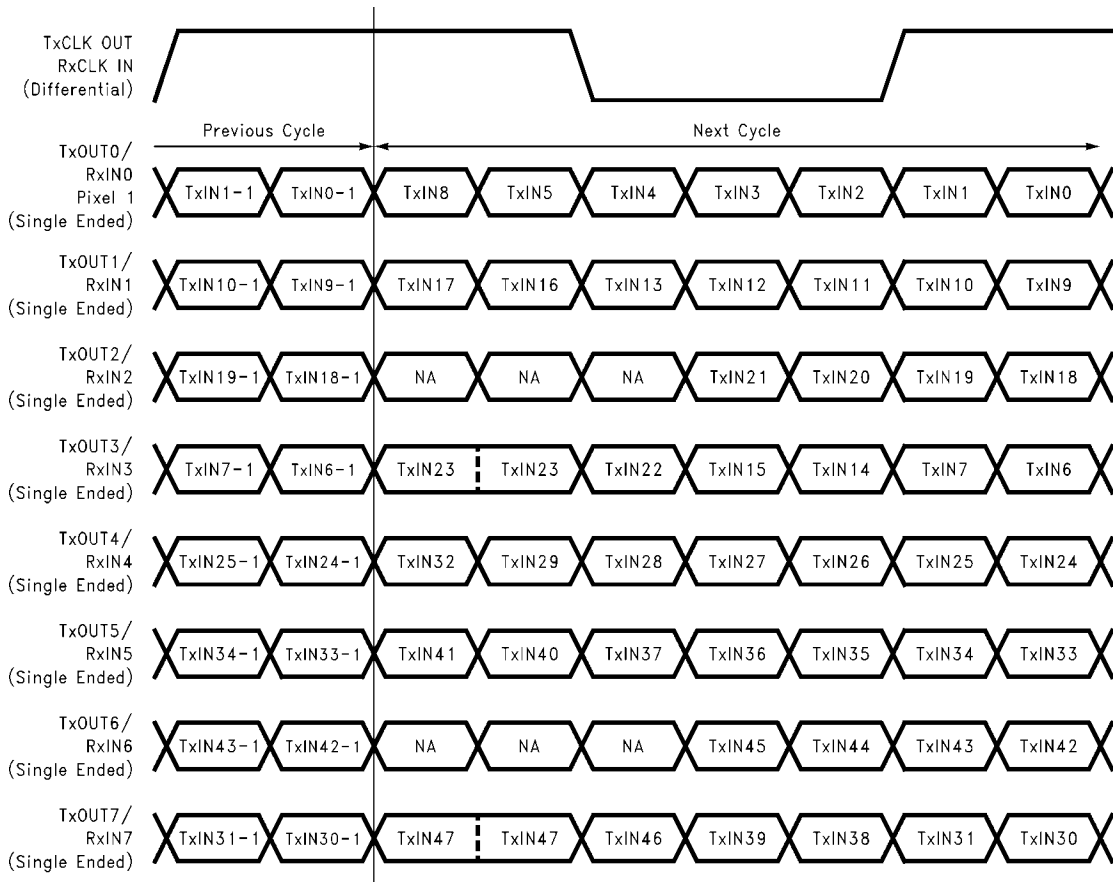 TxCLK OUT
RxCLK IN
(Differential)
Previous Cycle Next Cycle
TxOUT0/
RxIN0
Pixel 1
(Single Ended)
TxIN1-1 TxIN0-1 TxIN8 TxIN5 TxIN4 TxIN3 TxIN2 TxIN1 TxIN0
TxOUT1/
RxIN1
(Single Ended)
TxIN10-1 TxIN9-1 TxIN17 TxIN16 TxIN13 TxIN12 TxIN11 TxIN10 TxIN9
TxOUT2/
RxIN2
(Single Ended)
TxIN19-1 TxIN18-1 NA NA NA TxIN21 TxIN20 TxIN19 TxIN18
TxOUT3/
RxIN3
(Single Ended)
TxIN7-1 TxIN6-1 TxIN23 TxIN23 TxIN22 TxIN15 TxIN14 TxIN7 TxIN6
TxOUT4/
RxIN4
(Single Ended)
TxIN25-1 TxIN24-1 TxIN32 TxIN29 TxIN28 TxIN27 TxIN26 TxIN25 TxIN24
TxOUT5/
RxIN5
(Single Ended)
TxIN34-1 TxIN33-1 TxIN41 TxIN40 TxIN37 TxIN36 TxIN35 TxIN34 TxIN33
TxOUT6/
RxIN6
(Single Ended)
TxIN43-1 TxIN42-1 NA NA NA TxIN45 TxIN44 TxIN43 TxIN42
TxOUT7/
RxIN7
(Single Ended)
TxIN31-1 TxIN30-1 TxIN47 TxIN47 TxIN46 TxIN39 TxIN38 TxIN31 TxIN30